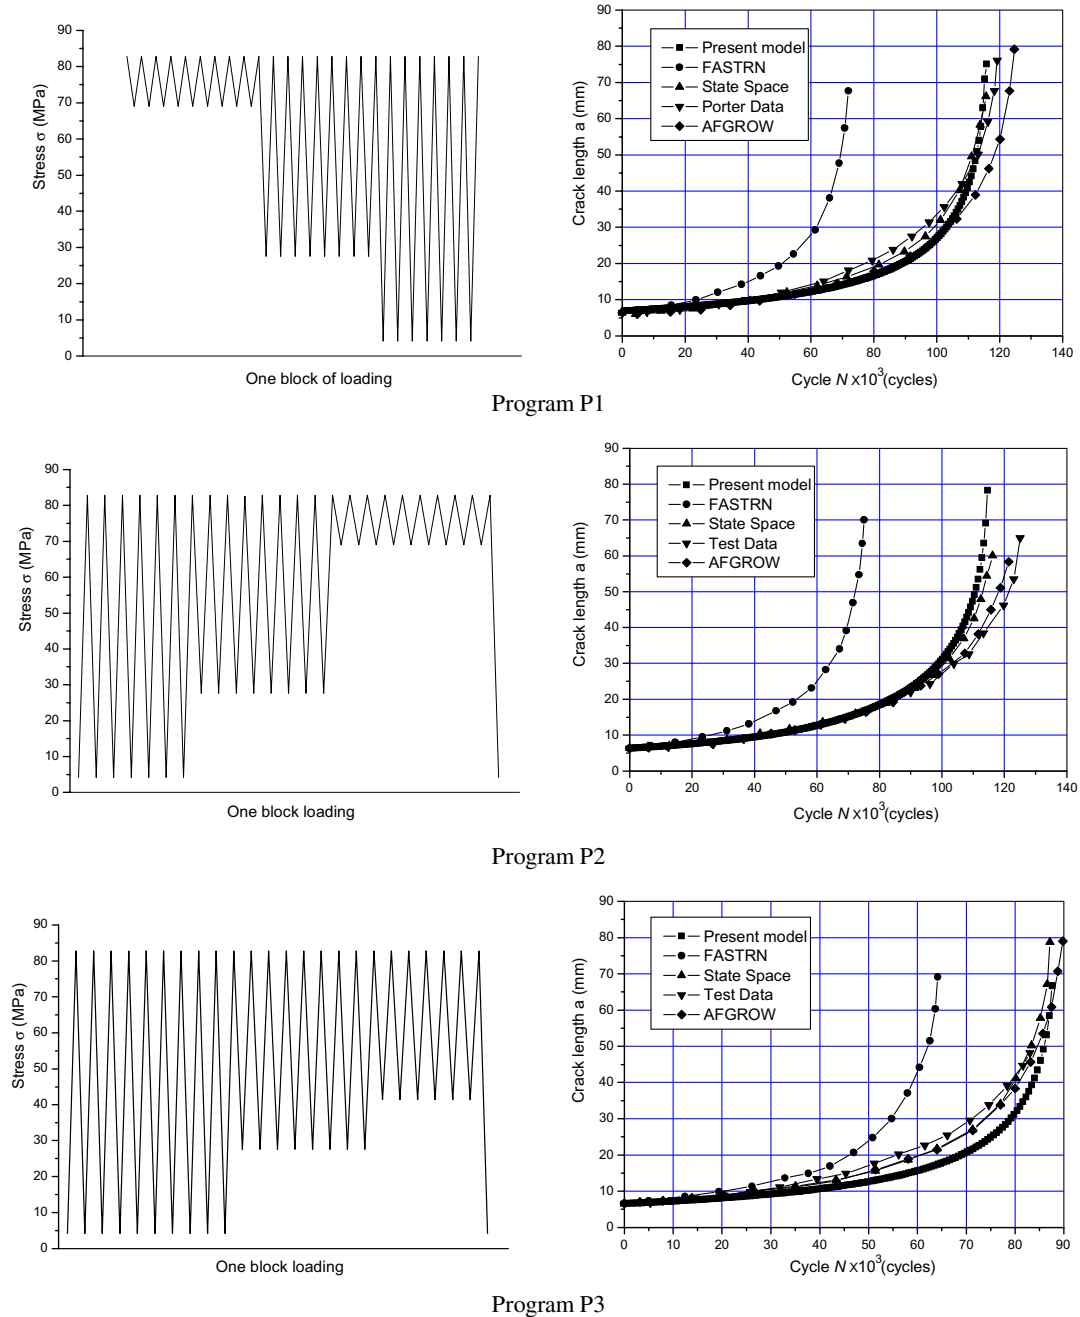 90
80
70
60
50
40
30
20
10
0
Stress σ (MPa)
One block of loading
90
80
70
60
50
40
30
20
10
0
Crack length a (mm)
Present model
FASTRN
State Space
Porter Data
AFGROW
0 20 40 60 80 100 120 140
Cycle N x10³(cycles)
Program P1
90
80
70
60
50
40
30
20
10
0
Stress σ (MPa)
One block loading
90
80
70
60
50
40
30
20
10
0
Crack length a (mm)
Present model
FASTRN
State Space
Test Data
AFGROW
0 20 40 60 80 100 120 140
Cycle N x10³(cycles)
Program P2
90
80
70
60
50
40
30
20
10
0
Stress σ (MPa)
One block loading
90
80
70
60
50
40
30
20
10
0
Crack length a (mm)
Present model
FASTRN
State Space
Test Data
AFGROW
0 10 20 30 40 50 60 70 80 90
Cycle N x10³(cycles)
Program P3